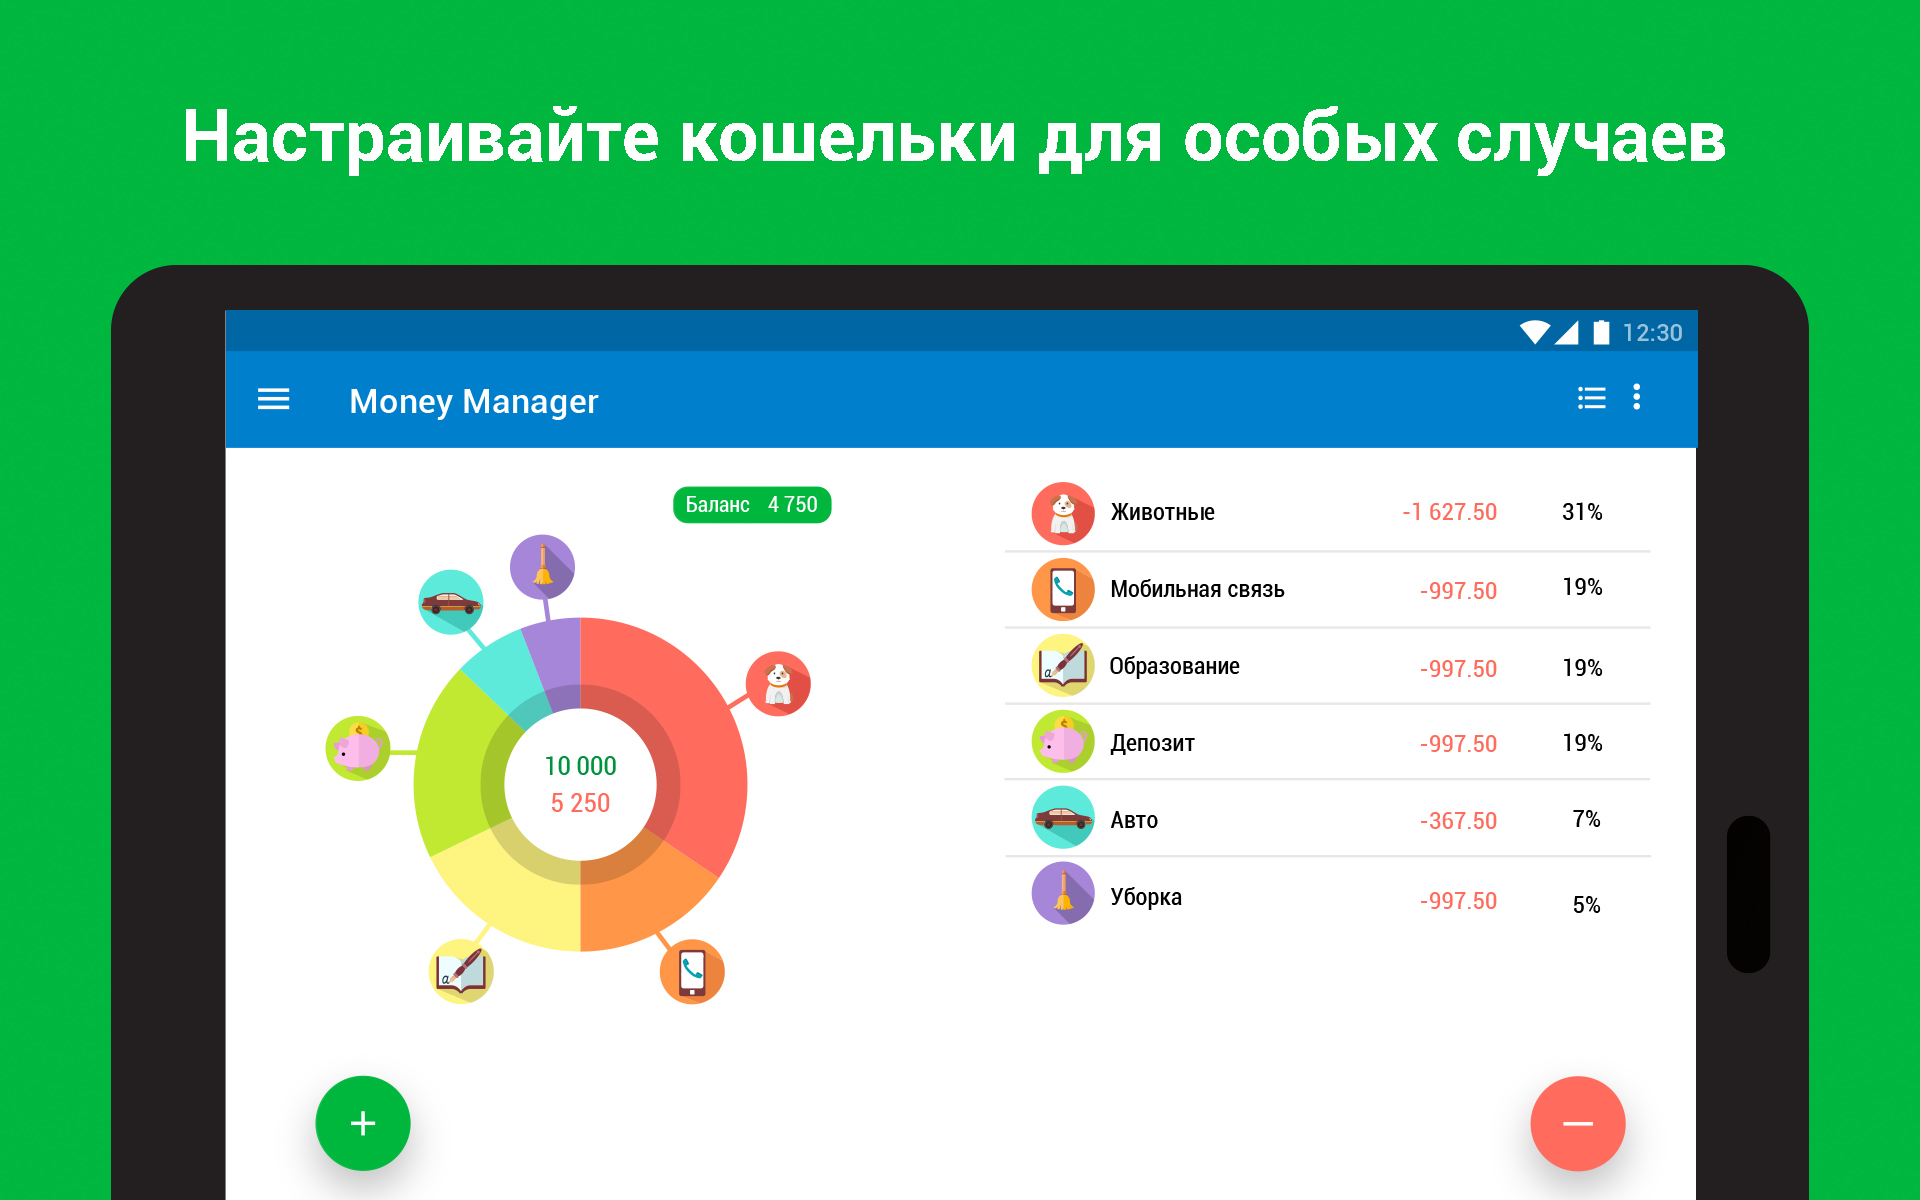 Настраивайте кошельки для особых случаев
12:30
Money Manager
Баланс 4 750
10 000
5 250
Животные -1 627.50 31%
Мобильная связь -997.50 19%
Образование -997.50 19%
Депозит -997.50 19%
Авто -367.50 7%
Уборка -997.50 5%